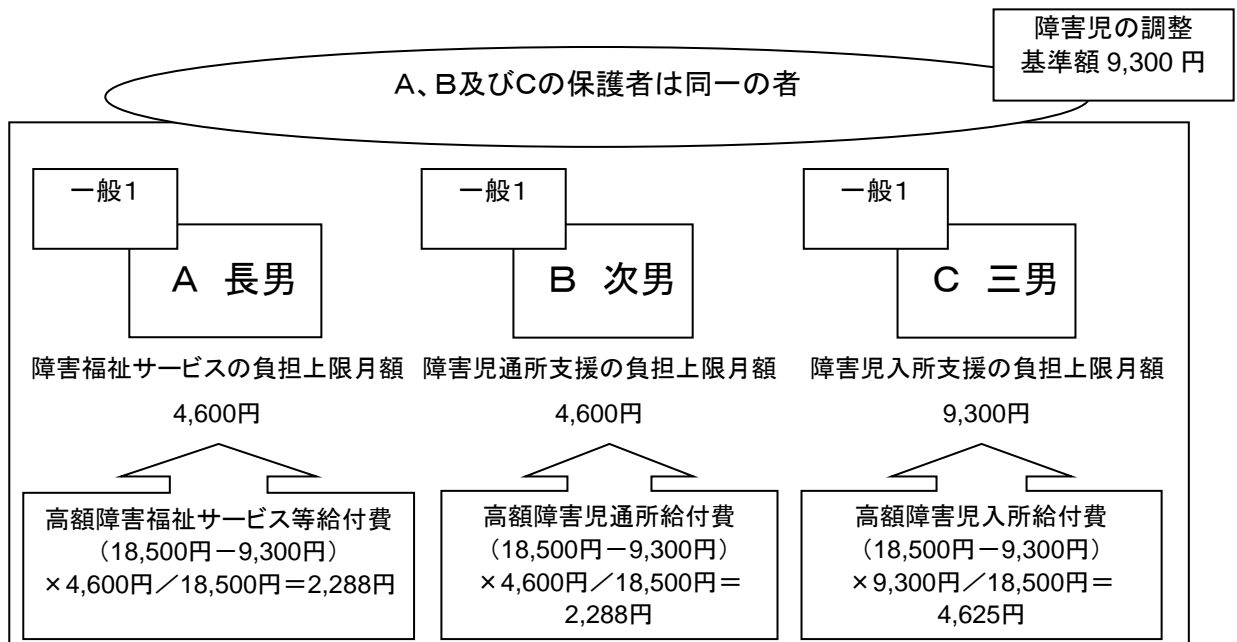 障害児の調整
基準額 9,300 円
A、B及びCの保護者は同一の者
一般1
A 長男
障害福祉サービスの負担上限月額
4,600円
高額障害福祉サービス等給付費
(18,500円－9,300円)
×4,600円／18,500円＝2,288円
一般1
B 次男
障害児通所支援の負担上限月額
4,600円
高額障害児通所給付費
(18,500円－9,300円)
×4,600円／18,500円＝
2,288円
一般1
C 三男
障害児入所支援の負担上限月額
9,300円
高額障害児入所給付費
(18,500円－9,300円)
×9,300円／18,500円＝
4,625円